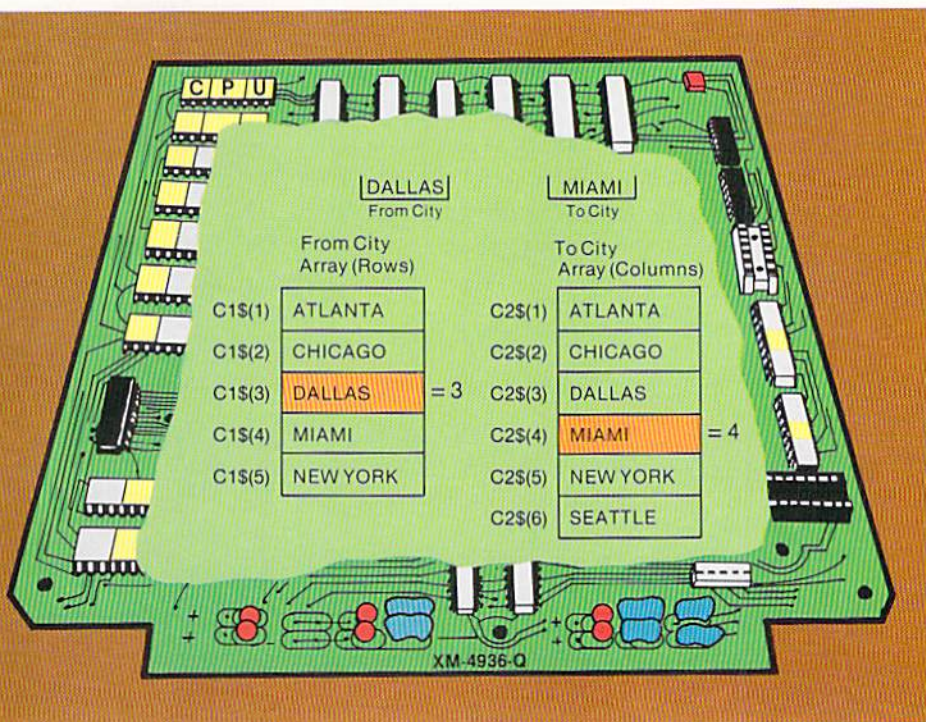 CPU
DALLAS MIAMI
From City To City
From City To City
Array (Rows) Array (Columns)
C1$(1) ATLANTA C2$(1) ATLANTA
C1$(2) CHICAGO C2$(2) CHICAGO
C1$(3) DALLAS = 3 C2$(3) DALLAS
C1$(4) MIAMI C2$(4) MIAMI = 4
C1$(5) NEW YORK C2$(5) NEW YORK
C2$(6) SEATTLE
+ +
+ +
XM-4936-Q